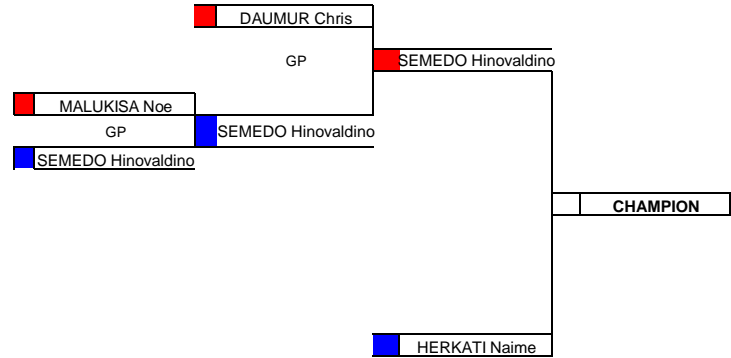 DAUMUR Chris
GP
SEMEDO Hinovaldino
MALUKISA Noe
GP
SEMEDO Hinovaldino
SEMEDO Hinovaldino
CHAMPION
HERKATI Naime